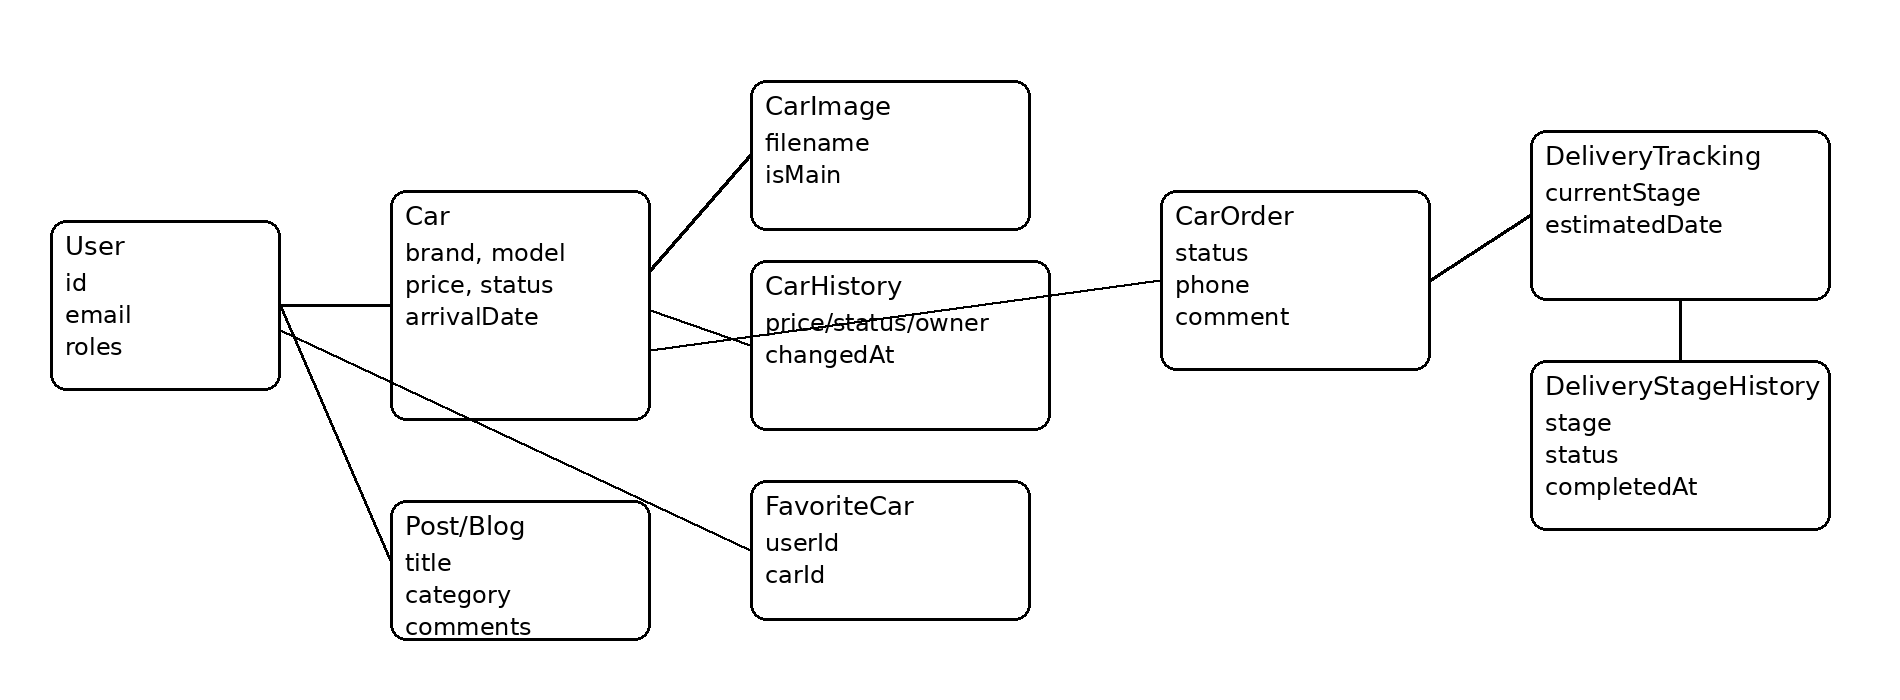 User
id
email
roles
Car
brand, model
price, status
arrivalDate
Post/Blog
title
category
comments
CarImage
filename
isMain
CarHistory
price/status/owner
changedAt
FavoriteCar
userId
carId
CarOrder
status
phone
comment
DeliveryTracking
currentStage
estimatedDate
DeliveryStageHistory
stage
status
completedAt